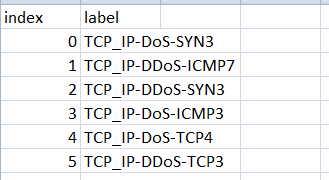 index label
0 TCP_IP-DoS-SYN3
1 TCP_IP-DDoS-ICMP7
2 TCP_IP-DDoS-SYN3
3 TCP_IP-DoS-ICMP3
4 TCP_IP-DoS-TCP4
5 TCP_IP-DDoS-TCP3